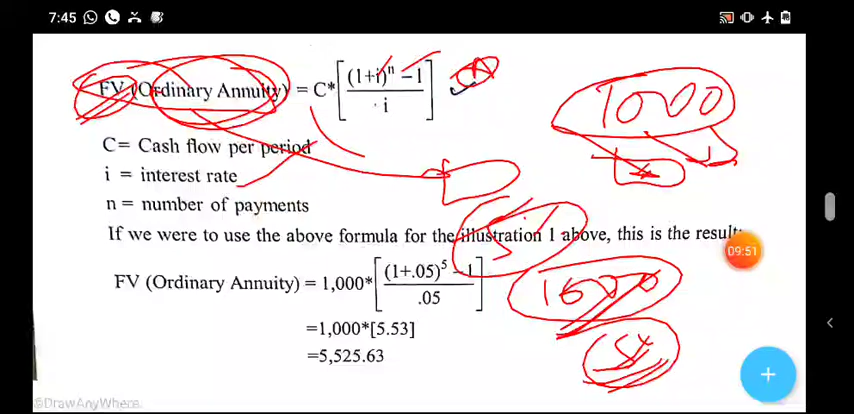 7:45
FV (Ordinary Annuity) = C* [ (1+i)ⁿ −1 / i ]
1000
C= Cash flow per period
i = interest rate
n = number of payments
If we were to use the above formula for the illustration 1 above, this is the result:
09:51
FV (Ordinary Annuity) = 1,000* [ (1+.05)⁵ −1 / .05 ]
=1,000*[5.53]
=5,525.63
+
@DrawAnyWhere